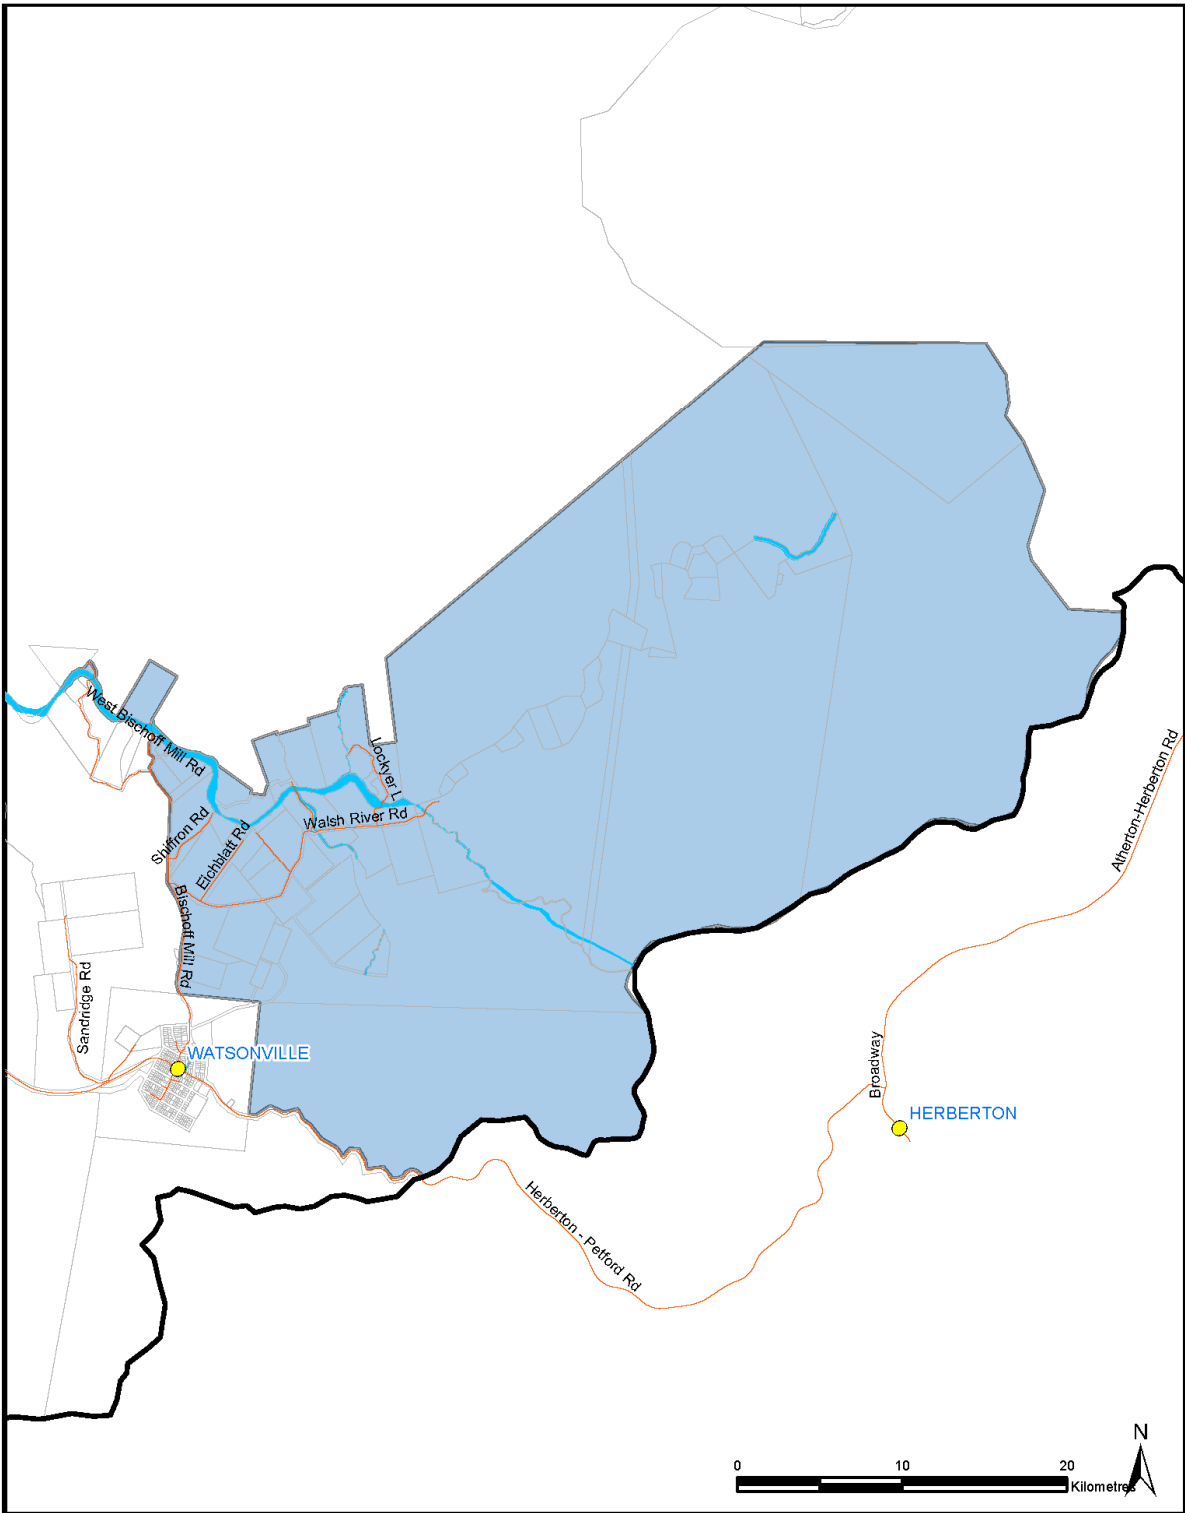 West Bischoff Mill Rd
Lockyer L
Shiffron Rd
Eichblatt Rd
Walsh River Rd
Atherton-Herberton Rd
Bischoff Mill Rd
Sandridge Rd
WATSONVILLE
Broadway
HERBERTON
Herberton - Petford Rd
N
0 10 20
Kilometres